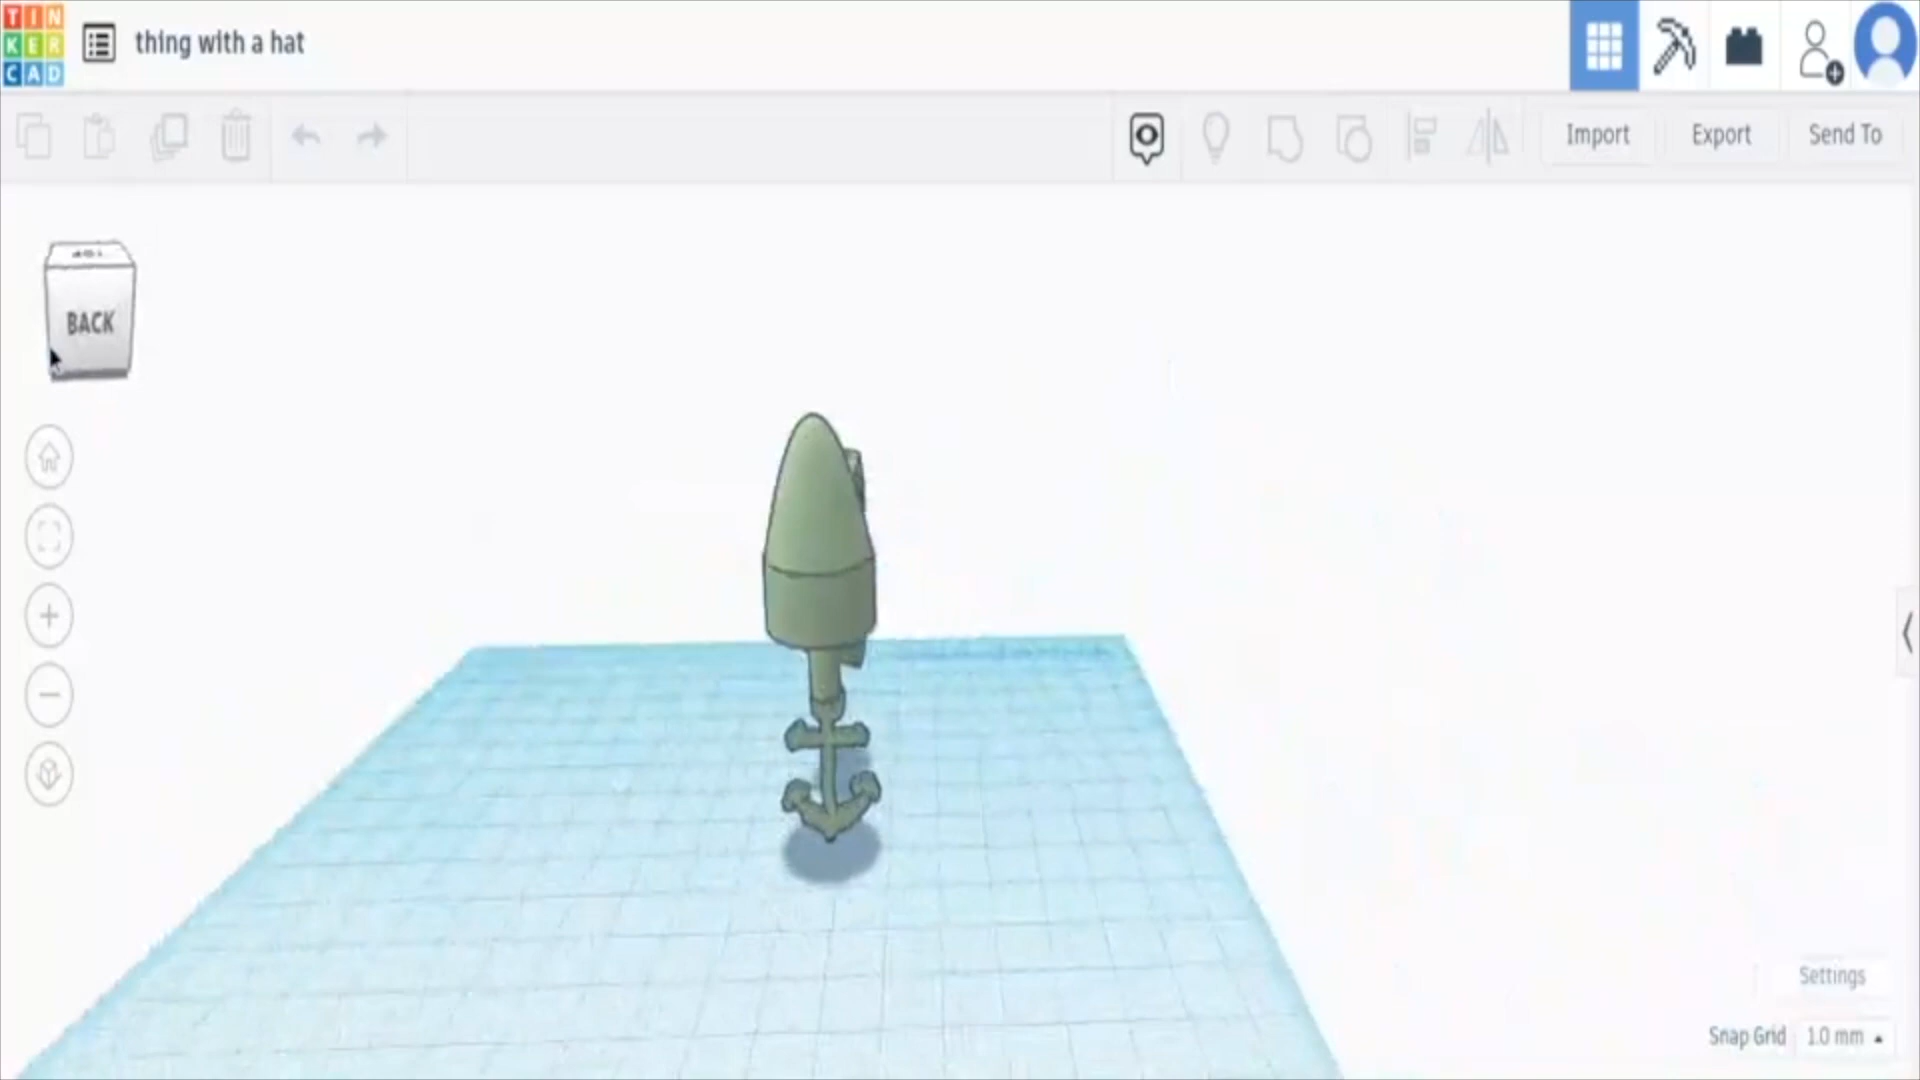 TIN
KER
CAD
thing with a hat
Import
Export
Send To
BACK
Settings
Snap Grid
1.0 mm